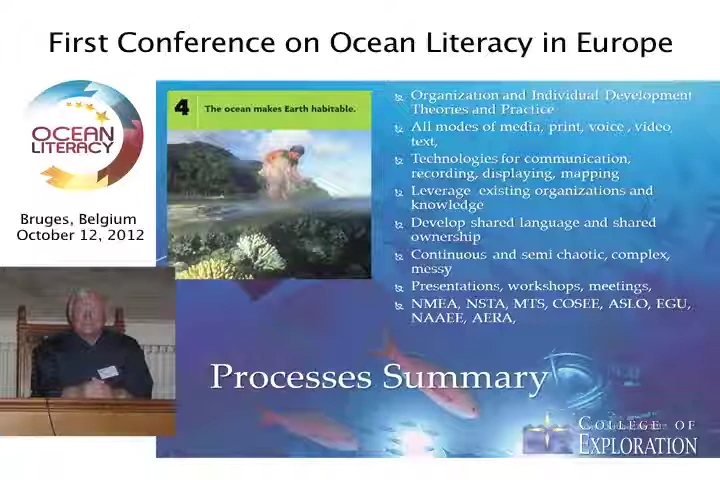 First Conference on Ocean Literacy in Europe
OCEAN
LITERACY
Bruges, Belgium
October 12, 2012
4 The ocean makes Earth habitable.
Organization and Individual Development
Theories and Practice
All modes of media, print, voice , video,
text,
Technologies for communication,
recording, displaying, mapping
Leverage existing organizations and
knowledge
Develop shared language and shared
ownership
Continuous and semi chaotic, complex,
messy
Presentations, workshops, meetings,
NMEA, NSTA, MTS, COSEE, ASLO, EGU,
NAAEE, AERA,
Processes Summary
COLLEGE OF
EXPLORATION